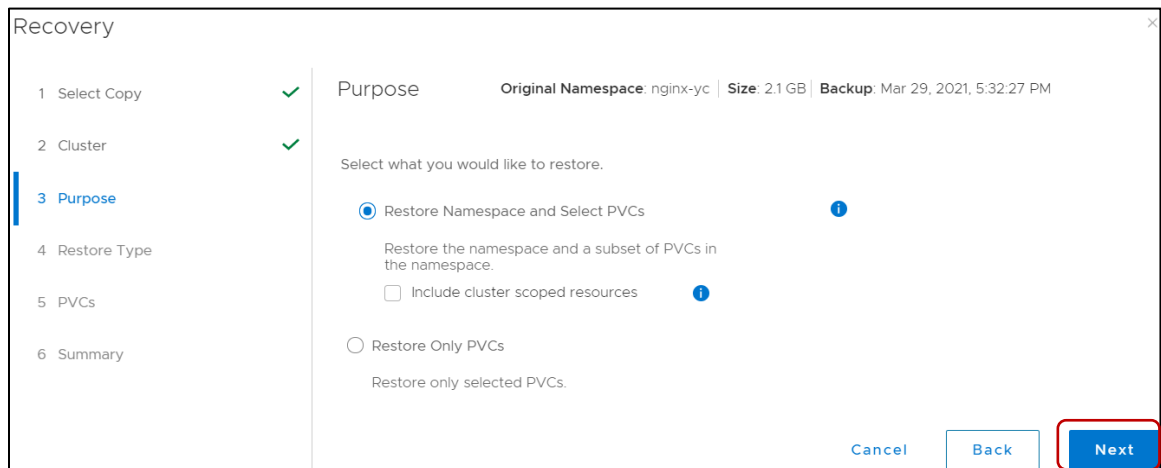 Recovery
×
1 Select Copy
2 Cluster
3 Purpose
4 Restore Type
5 PVCs
6 Summary
Purpose Original Namespace: nginx-yc | Size: 2.1 GB | Backup: Mar 29, 2021, 5:32:27 PM
Select what you would like to restore.
Restore Namespace and Select PVCs
Restore the namespace and a subset of PVCs in
the namespace.
Include cluster scoped resources
Restore Only PVCs
Restore only selected PVCs.
Cancel Back Next